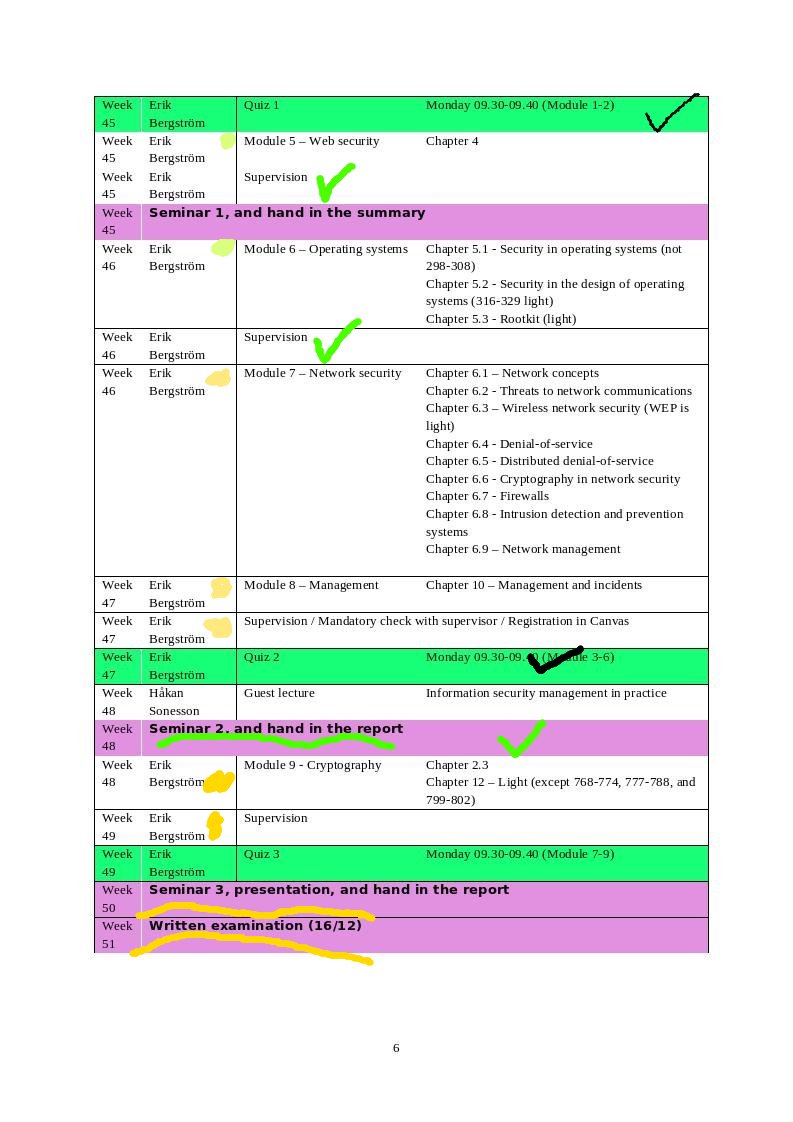 Week Erik Quiz 1 Monday 09.30-09.40 (Module 1-2)
45 Bergström
Week Erik Module 5 – Web security Chapter 4
45 Bergström
Week Erik Supervision
45 Bergström
Week Seminar 1, and hand in the summary
45
Week Erik Module 6 – Operating systems Chapter 5.1 - Security in operating systems (not
46 Bergström 298-308)
Chapter 5.2 - Security in the design of operating
systems (316-329 light)
Chapter 5.3 - Rootkit (light)
Week Erik Supervision
46 Bergström
Week Erik Module 7 – Network security Chapter 6.1 – Network concepts
46 Bergström Chapter 6.2 - Threats to network communications
Chapter 6.3 – Wireless network security (WEP is
light)
Chapter 6.4 - Denial-of-service
Chapter 6.5 - Distributed denial-of-service
Chapter 6.6 - Cryptography in network security
Chapter 6.7 - Firewalls
Chapter 6.8 - Intrusion detection and prevention
systems
Chapter 6.9 – Network management
Week Erik Module 8 – Management Chapter 10 – Management and incidents
47 Bergström
Week Erik Supervision / Mandatory check with supervisor / Registration in Canvas
47 Bergström
Week Erik Quiz 2 Monday 09.30-09.40 (Module 3-6)
47 Bergström
Week Håkan Guest lecture Information security management in practice
48 Sonesson
Week Seminar 2, and hand in the report
48
Week Erik Module 9 - Cryptography Chapter 2.3
48 Bergström Chapter 12 – Light (except 768-774, 777-788, and
799-802)
Week Erik Supervision
49 Bergström
Week Erik Quiz 3 Monday 09.30-09.40 (Module 7-9)
49 Bergström
Week Seminar 3, presentation, and hand in the report
50
Week Written examination (16/12)
51
6